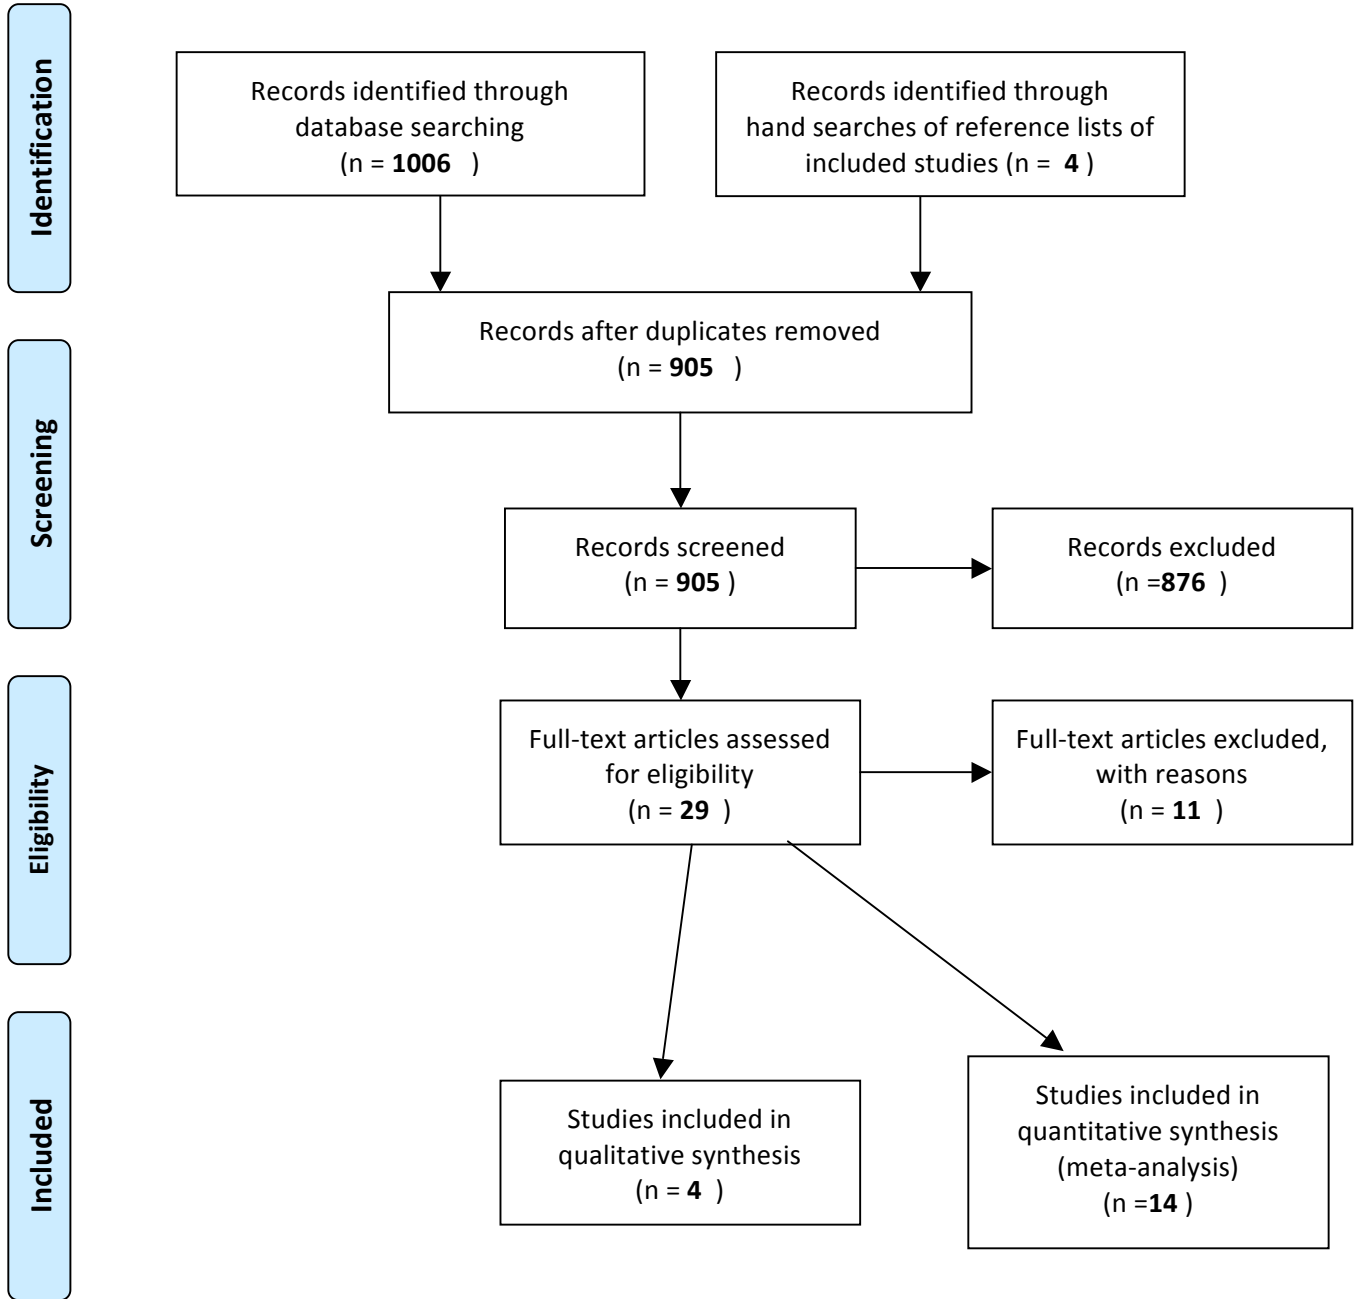 Identification
Records identified through
database searching
(n = 1006 )
Records identified through
hand searches of reference lists of
included studies (n = 4 )
Records after duplicates removed
(n = 905 )
Screening
Records screened
(n = 905 )
Records excluded
(n =876 )
Eligibility
Full-text articles assessed
for eligibility
(n = 29 )
Full-text articles excluded,
with reasons
(n = 11 )
Included
Studies included in
qualitative synthesis
(n = 4 )
Studies included in
quantitative synthesis
(meta-analysis)
(n =14 )